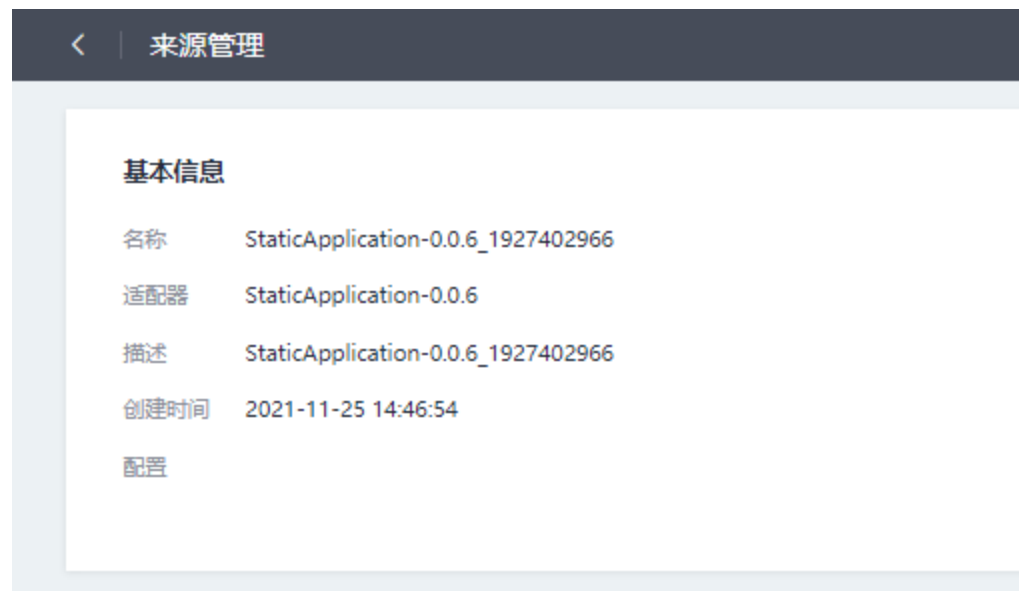 来源管理
基本信息
名称 StaticApplication-0.0.6_1927402966
适配器 StaticApplication-0.0.6
描述 StaticApplication-0.0.6_1927402966
创建时间 2021-11-25 14:46:54
配置